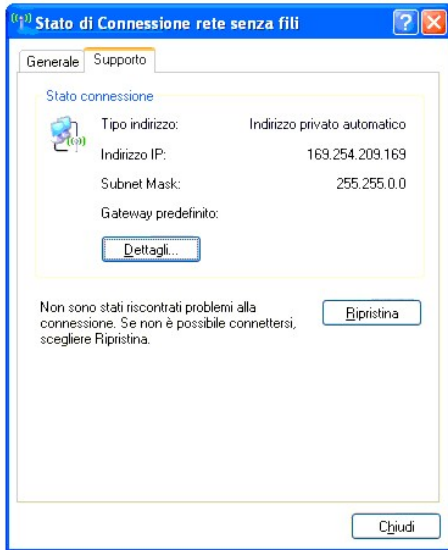 Stato di Connessione rete senza fili
Generale
Supporto
Stato connessione
Tipo indirizzo: Indirizzo privato automatico
Indirizzo IP: 169.254.209.169
Subnet Mask: 255.255.0.0
Gateway predefinito:
Dettagli...
Non sono stati riscontrati problemi alla
connessione. Se non è possibile connettersi,
scegliere Ripristina.
Ripristina
Chiudi